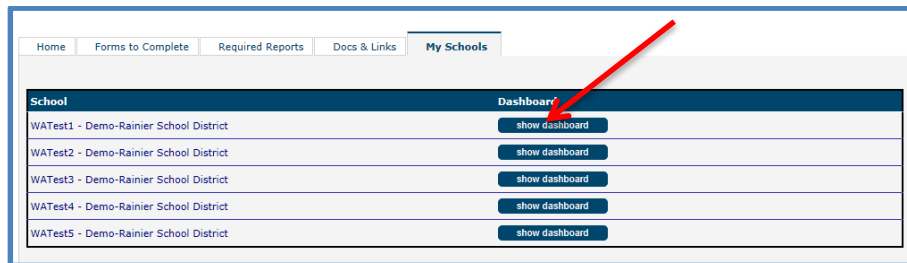 Home Forms to Complete Required Reports Docs & Links My Schools
School Dashboard
WATest1 - Demo-Rainier School District show dashboard
WATest2 - Demo-Rainier School District show dashboard
WATest3 - Demo-Rainier School District show dashboard
WATest4 - Demo-Rainier School District show dashboard
WATest5 - Demo-Rainier School District show dashboard